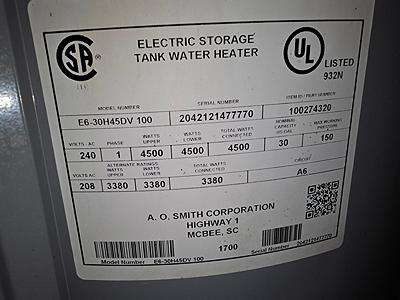 ELECTRIC STORAGE
TANK WATER HEATER
SA
UL
LISTED
932N
MODEL NUMBER SERIAL NUMBER ITEM ID / PART NUMBER
E6-30H45DV 100 2042121477770 100274320
VOLTS - AC PHASE WATTS UPPER WATTS LOWER TOTAL WATTS CONNECTED NOMINAL CAPACITY US GAL MAX WORKING PRESSURE
240 1 4500 4500 4500 30 150
ALTERNATE RATINGS
VOLTS - AC WATTS UPPER WATTS LOWER TOTAL WATTS CONNECTED CIRCUIT
208 3380 3380 3380 A6
A. O. SMITH CORPORATION
HIGHWAY 1
MCBEE, SC
1700
Model Number E6-30H45DV 100 Serial Number 2042121477770